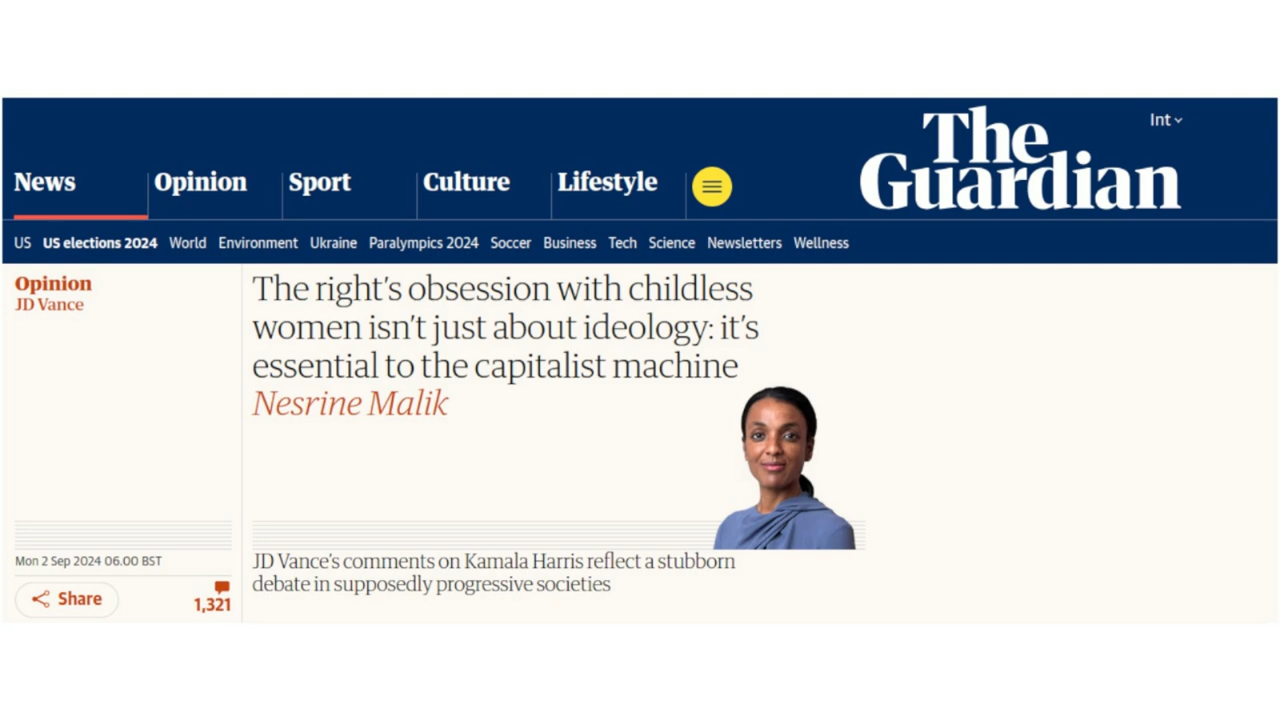 The
Guardian
Int
News
Opinion
Sport
Culture
Lifestyle
US US elections 2024 World Environment Ukraine Paralympics 2024 Soccer Business Tech Science Newsletters Wellness
Opinion
JD Vance
The right's obsession with childless
women isn't just about ideology: it's
essential to the capitalist machine
Nesrine Malik
Mon 2 Sep 2024 06.00 BST
Share
1,321
JD Vance's comments on Kamala Harris reflect a stubborn
debate in supposedly progressive societies